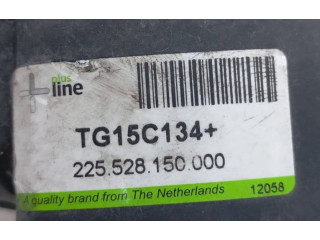 plus
line
TG15C134+
225.528.150.000
A quality brand from The Netherlands
12058